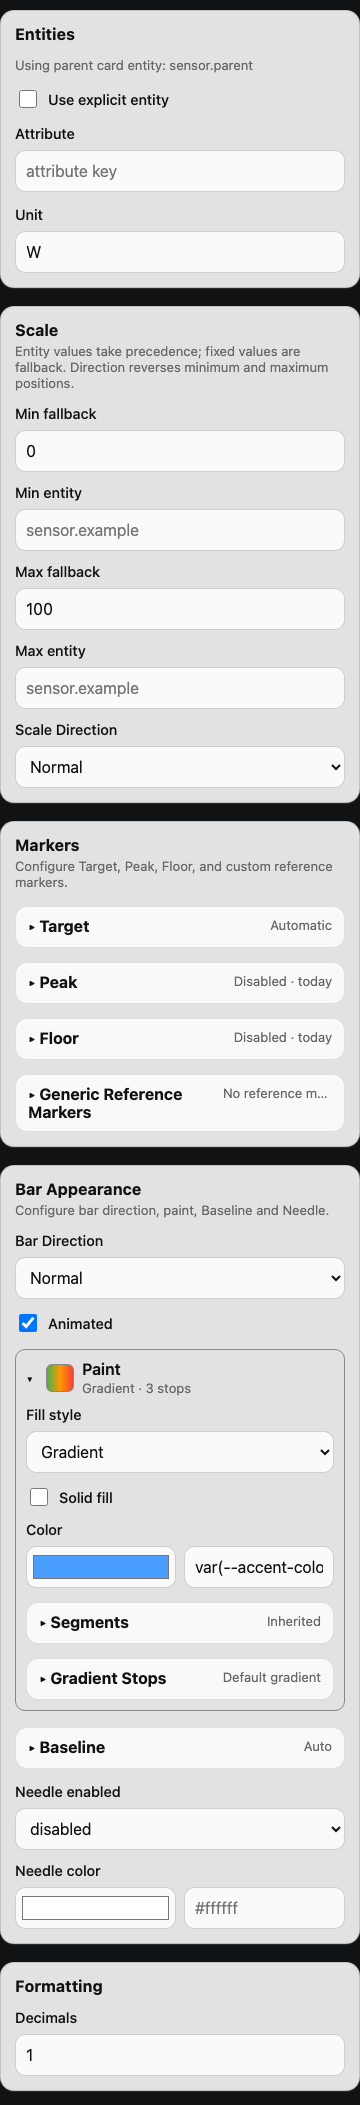 Entities
Using parent card entity: sensor.parent
Use explicit entity
Attribute
attribute key
Unit
W
Scale
Entity values take precedence; fixed values are
fallback. Direction reverses minimum and maximum
positions.
Min fallback
0
Min entity
sensor.example
Max fallback
100
Max entity
sensor.example
Scale Direction
Normal
Markers
Configure Target, Peak, Floor, and custom reference
markers.
Target Automatic
Peak Disabled · today
Floor Disabled · today
Generic Reference No reference m...
Markers
Bar Appearance
Configure bar direction, paint, Baseline and Needle.
Bar Direction
Normal
Animated
Paint
Gradient · 3 stops
Fill style
Gradient
Solid fill
Color
var(--accent-colo
Segments Inherited
Gradient Stops Default gradient
Baseline Auto
Needle enabled
disabled
Needle color
#ffffff
Formatting
Decimals
1